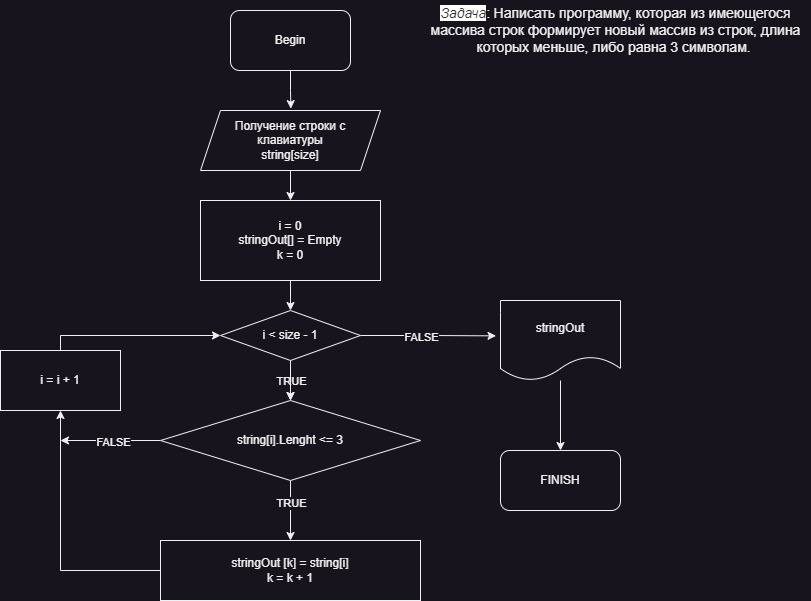 Задача: Написать программу, которая из имеющегося
массива строк формирует новый массив из строк, длина
которых меньше, либо равна 3 символам.
Begin
Получение строки с
клавиатуры
string[size]
i = 0
stringOut[] = Empty
k = 0
i < size - 1
FALSE
stringOut
TRUE
i = i + 1
string[i].Lenght <= 3
FALSE
FINISH
TRUE
stringOut [k] = string[i]
k = k + 1